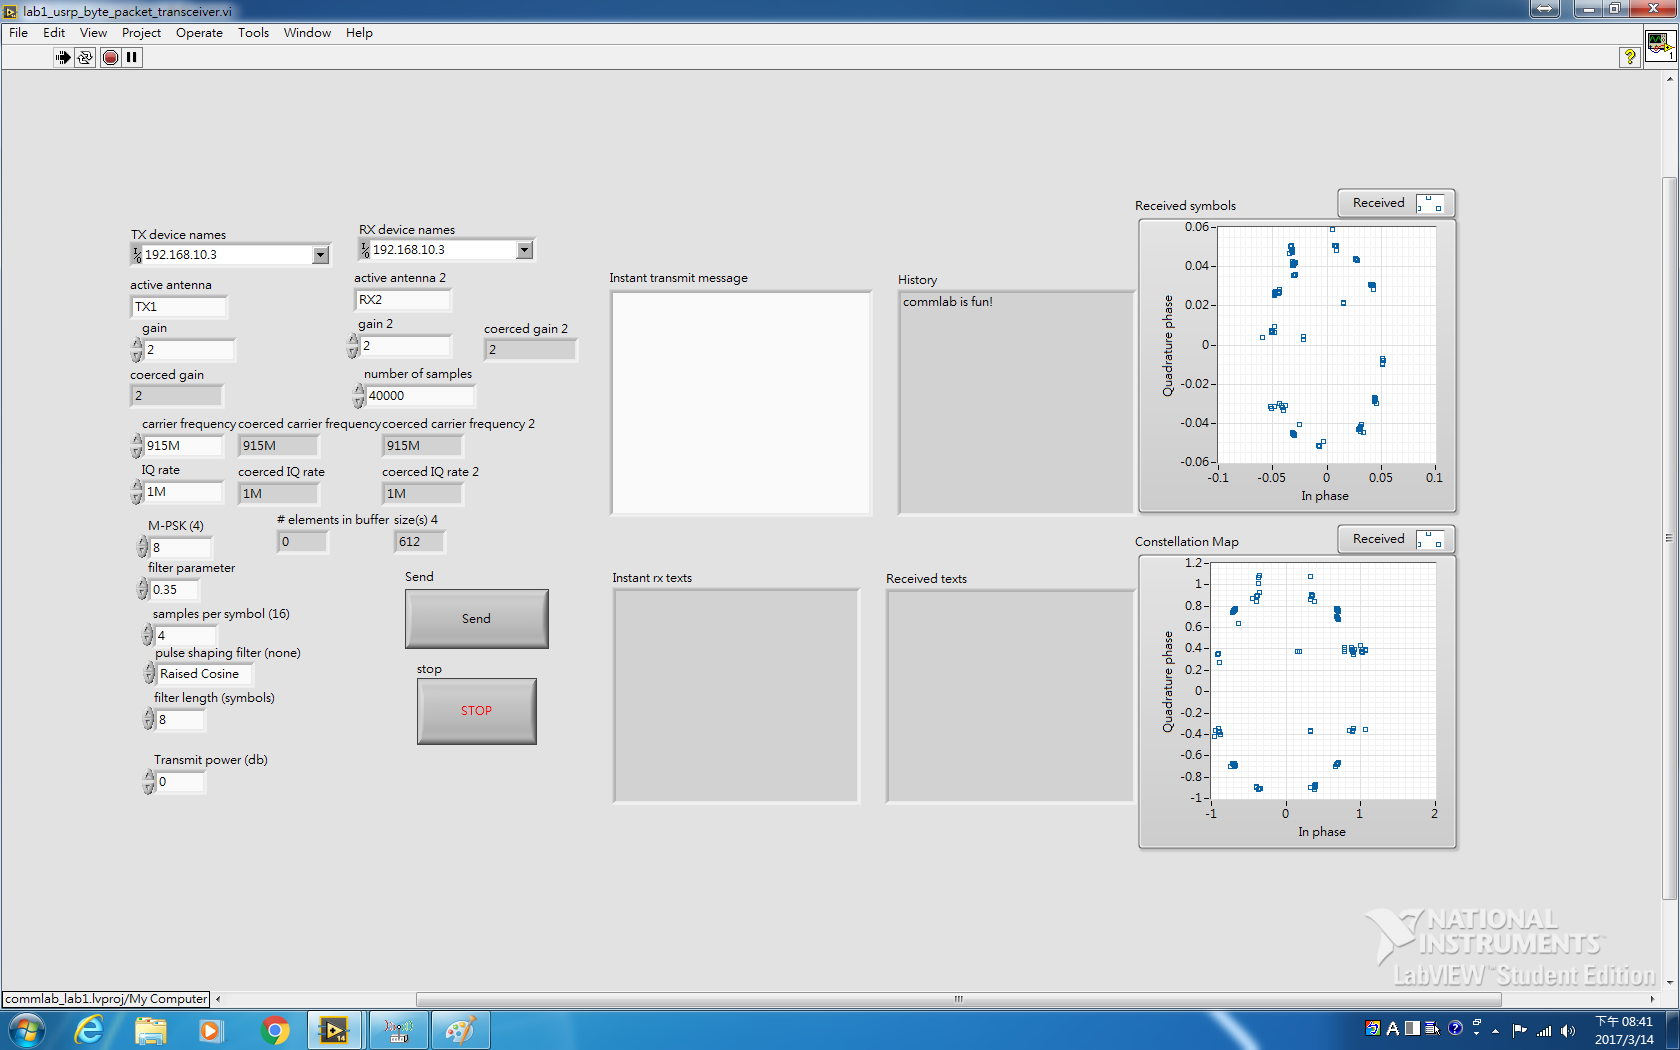 lab1_usrp_byte_packet_transceiver.vi
File Edit View Project Operate Tools Window Help
TX device names
192.168.10.3
active antenna
TX1
gain
2
coerced gain
2
carrier frequency
915M
coerced carrier frequency
915M
coerced carrier frequency 2
915M
IQ rate
1M
coerced IQ rate
1M
coerced IQ rate 2
1M
RX device names
192.168.10.3
active antenna 2
RX2
gain 2
2
coerced gain 2
2
number of samples
40000
M-PSK (4)
8
# elements in buffer
0
size(s) 4
612
filter parameter
0.35
samples per symbol (16)
4
pulse shaping filter (none)
Raised Cosine
filter length (symbols)
8
Transmit power (db)
0
Send
Send
stop
STOP
Instant transmit message
History
commlab is fun!
Instant rx texts
Received texts
Received symbols
Received
Quadrature phase
0.06
0.04
0.02
0
-0.02
-0.04
-0.06
-0.1 -0.05 0 0.05 0.1
In phase
Constellation Map
Received
Quadrature phase
1.2
1
0.8
0.6
0.4
0.2
0
-0.2
-0.4
-0.6
-0.8
-1
-1 0 1 2
In phase
NATIONAL
INSTRUMENTS™
LabVIEW™ Student Edition
commlab_lab1.lvproj/My Computer
下午 08:41
2017/3/14